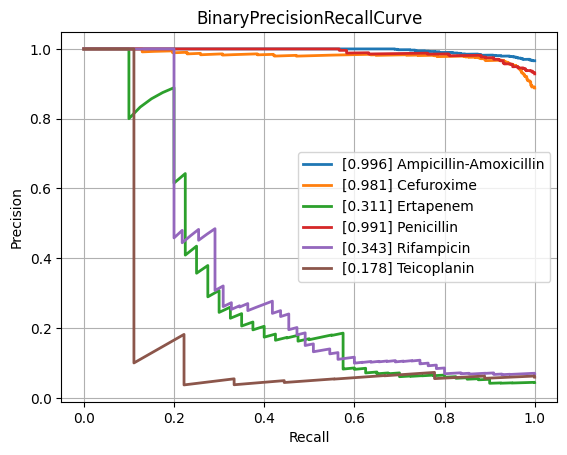 BinaryPrecisionRecallCurve
Precision
1.0
0.8
0.6
0.4
0.2
0.0
[0.996] Ampicillin-Amoxicillin
[0.981] Cefuroxime
[0.311] Ertapenem
[0.991] Penicillin
[0.343] Rifampicin
[0.178] Teicoplanin
0.0 0.2 0.4 0.6 0.8 1.0
Recall